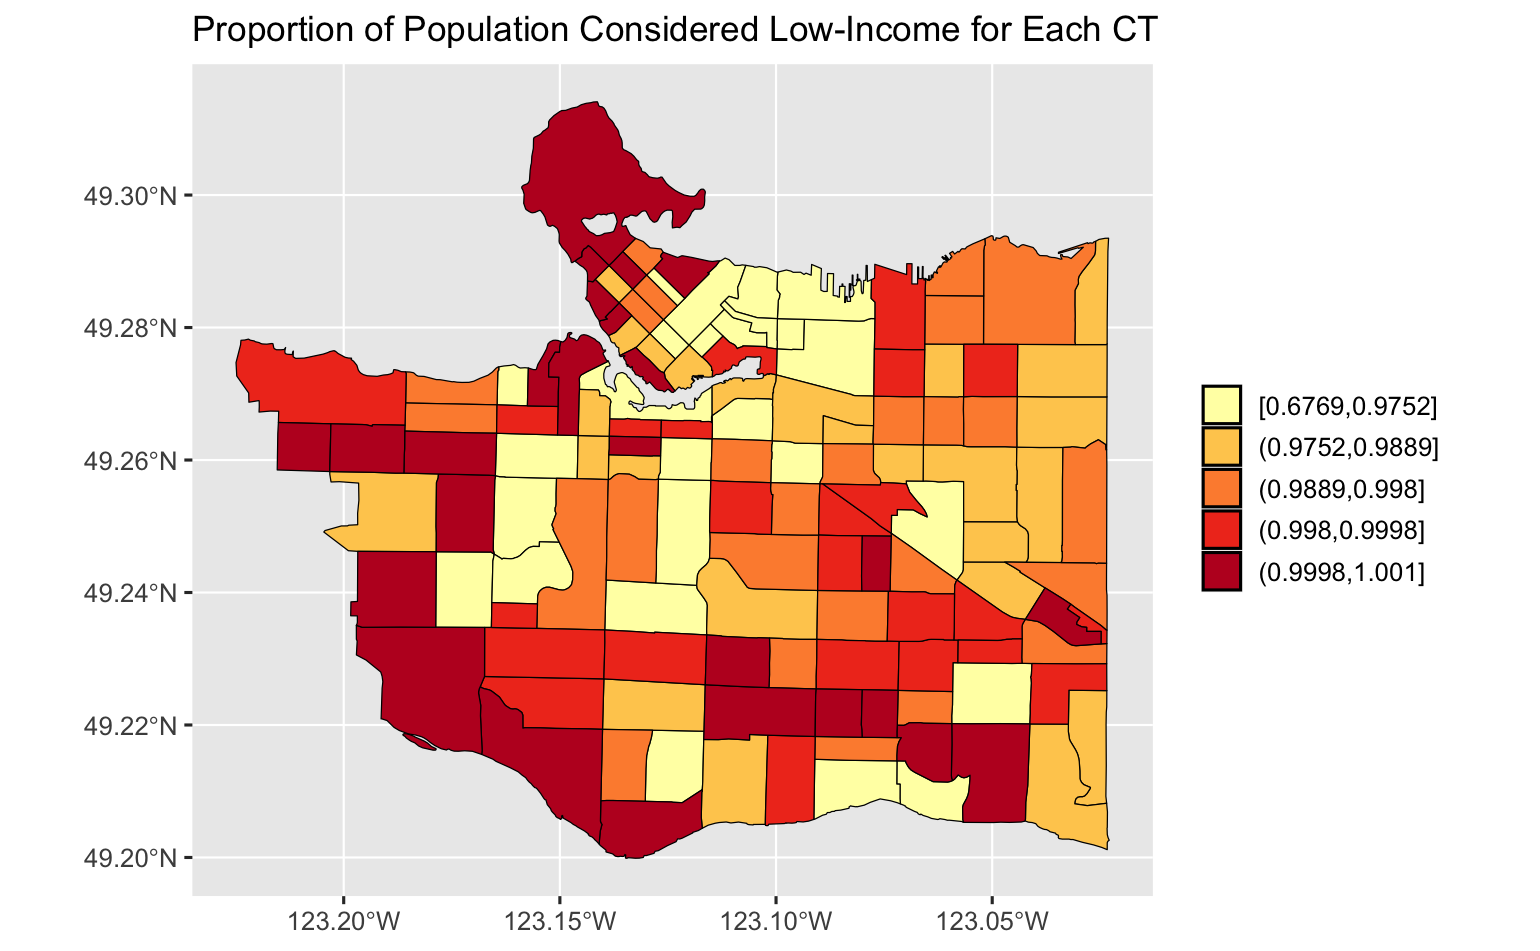 Proportion of Population Considered Low-Income for Each CT
49.30°N
49.28°N
49.26°N
49.24°N
49.22°N
49.20°N
123.20°W
123.15°W
123.10°W
123.05°W
[0.6769,0.9752]
(0.9752,0.9889]
(0.9889,0.998]
(0.998,0.9998]
(0.9998,1.001]